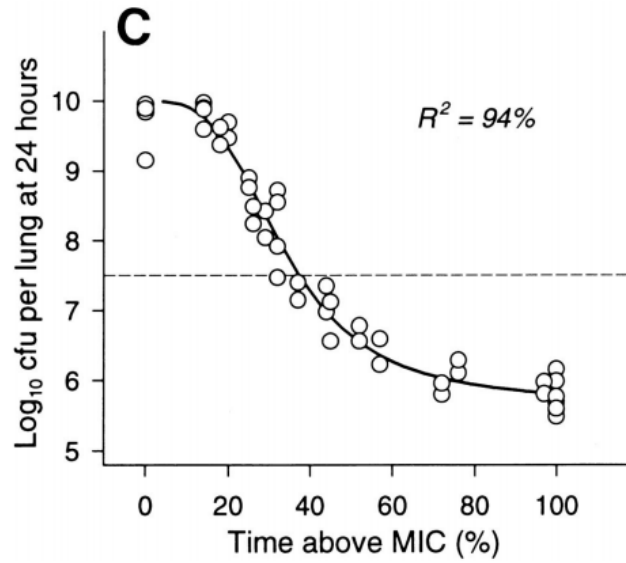 C
R² = 94%
Log₁₀ cfu per lung at 24 hours
10
9
8
7
6
5
0 20 40 60 80 100
Time above MIC (%)